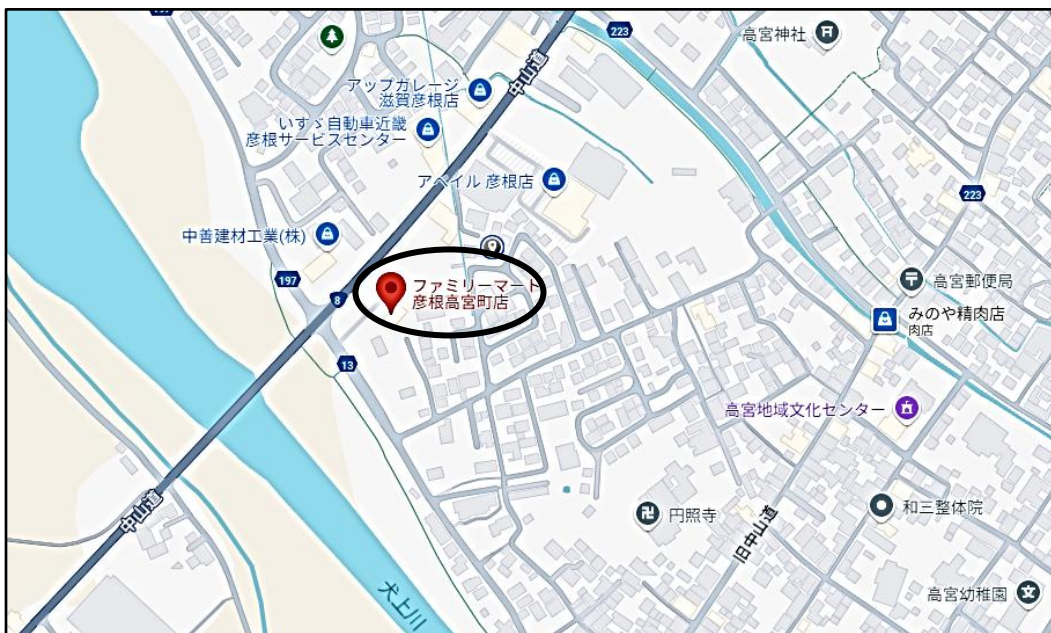 223
高宮神社
中山道
アップガレージ
滋賀彦根店
いすゞ自動車近畿
彦根サービスセンター
アベイル 彦根店
223
中善建材工業(株)
197
8
ファミリーマート
彦根高宮町店
高宮郵便局
みのや精肉店
肉店
13
高宮地域文化センター
中山道
円照寺
旧中山道
和三整体院
犬上川
高宮幼稚園